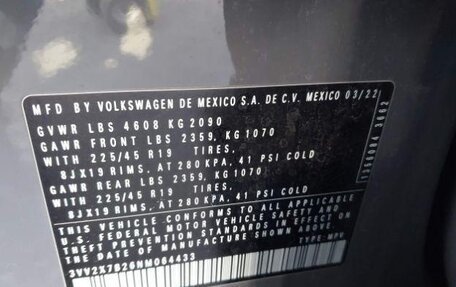 MFD BY VOLKSWAGEN DE MEXICO S.A. DE C.V. MEXICO 03/22
GVWR LBS 4608 KG 2090
GAWR FRONT LBS 2359, KG 1070
WITH 225/45 R19 TIRES,
8JX19 RIMS, AT 280 KPA, 41 PSI COLD
GAWR REAR LBS 2359, KG 1070
WITH 225/45 R19 TIRES,
8JX19 RIMS, AT 280 KPA, 41 PSI COLD
THIS VEHICLE CONFORMS TO ALL APPLICABLE
U.S. FEDERAL MOTOR VEHICLE SAFETY AND
THEFT PREVENTION STANDARDS IN EFFECT ON
THE DATE OF MANUFACTURE SHOWN ABOVE.
3VV2X7B26NM064433 TYPE: MPV